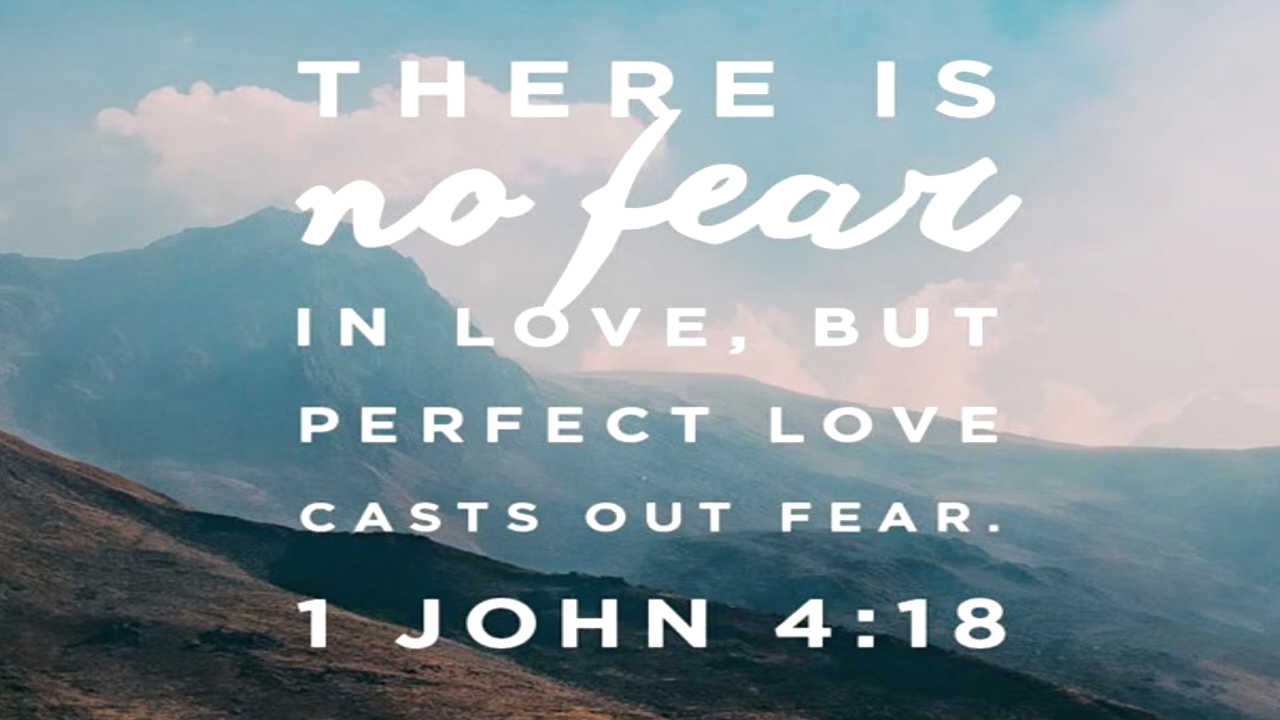 THERE IS
no fear
IN LOVE, BUT
PERFECT LOVE
CASTS OUT FEAR.
1 JOHN 4:18